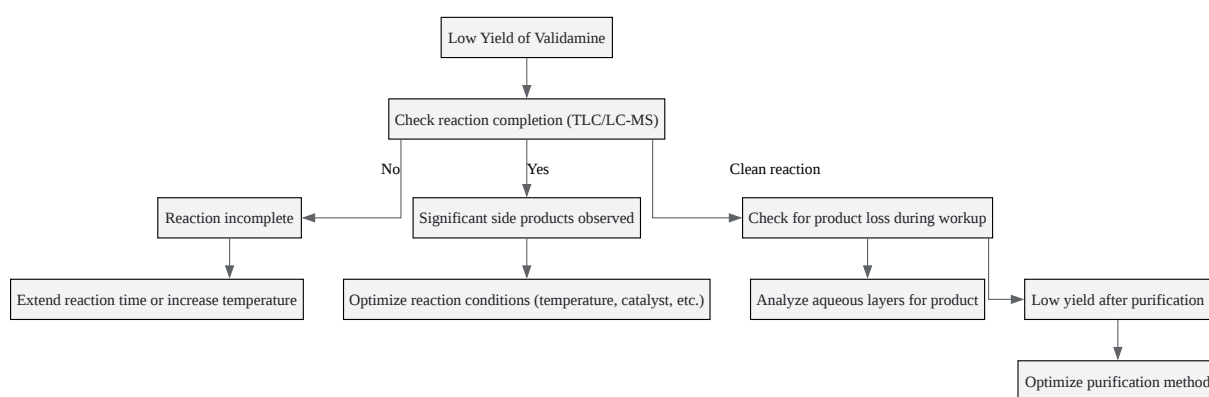 Low Yield of Validamine
Check reaction completion (TLC/LC-MS)
No
Yes
Clean reaction
Reaction incomplete
Significant side products observed
Check for product loss during workup
Extend reaction time or increase temperature
Optimize reaction conditions (temperature, catalyst, etc.)
Analyze aqueous layers for product
Low yield after purification
Optimize purification method